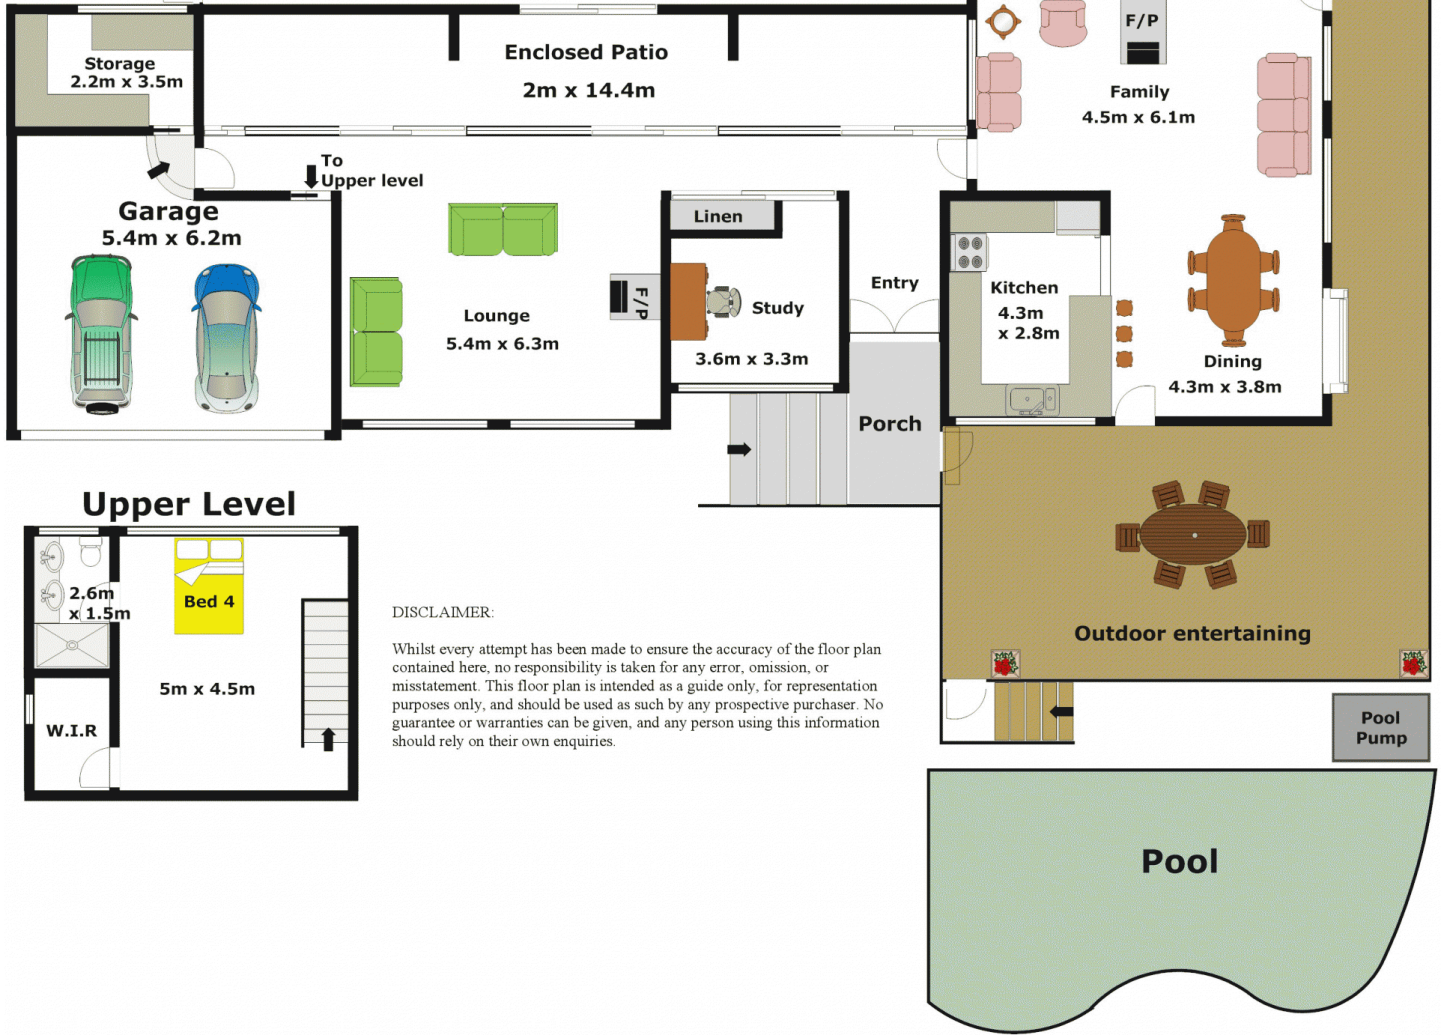 Storage
2.2m x 3.5m
Enclosed Patio
2m x 14.4m
F/P
Family
4.5m x 6.1m
To
Upper level
Garage
5.4m x 6.2m
Linen
Lounge
5.4m x 6.3m
F/P
Study
3.6m x 3.3m
Entry
Kitchen
4.3m
x 2.8m
Dining
4.3m x 3.8m
Porch
Upper Level
2.6m
x 1.5m
Bed 4
5m x 4.5m
W.I.R
DISCLAIMER:
Whilst every attempt has been made to ensure the accuracy of the floor plan
contained here, no responsibility is taken for any error, omission, or
misstatement. This floor plan is intended as a guide only, for representation
purposes only, and should be used as such by any prospective purchaser. No
guarantee or warranties can be given, and any person using this information
should rely on their own enquiries.
Outdoor entertaining
Pool
Pump
Pool